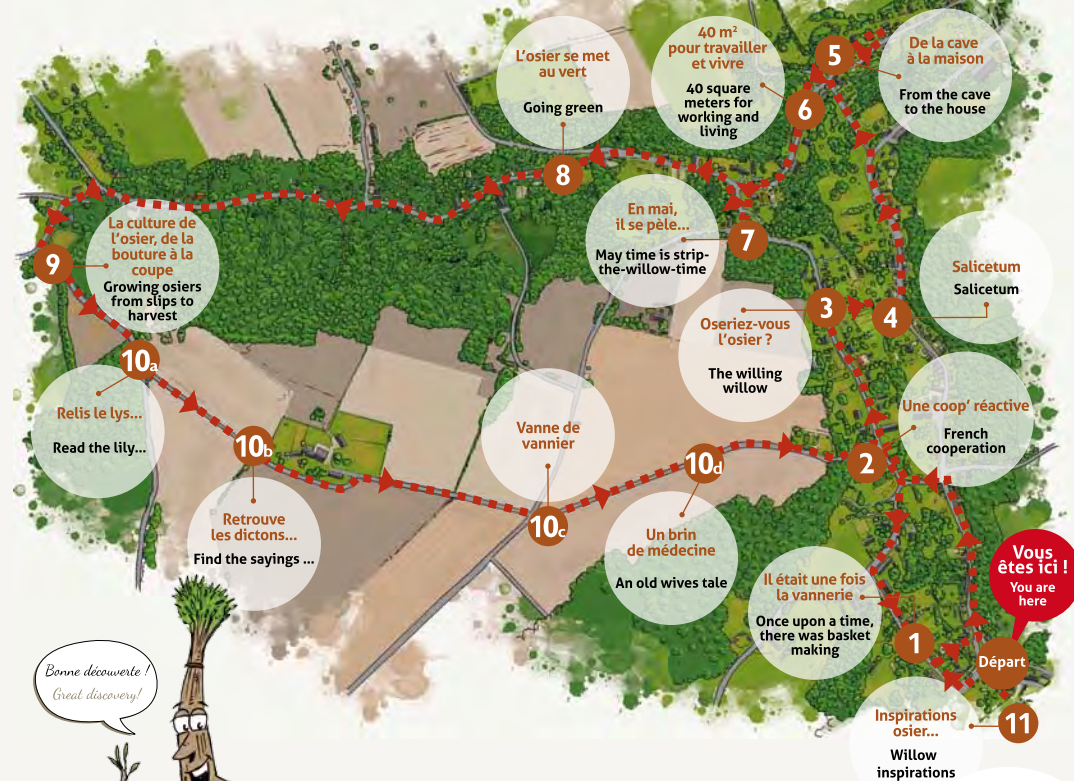 L'osier se met
au vert
Going green
8
40 m²
pour travailler
et vivre
40 square
meters for
working and
living
6
5
De la cave
à la maison
From the cave
to the house
La culture de
l'osier, de la
bouture à la
coupe
Growing osiers
from slips to
harvest
9
En mai,
il se pèle...
May time is strip-
the-willow-time
7
Salicetum
Salicetum
4
3
Oseriez-vous
l'osier ?
The willing
willow
10a
Relis le lys...
Read the lily...
10b
Retrouve
les dictons...
Find the sayings ...
Vanne de
vannier
10c
10d
Un brin
de médecine
An old wives tale
Une coop' réactive
French
cooperation
2
Il était une fois
la vannerie
Once upon a time,
there was basket
making
1
Vous
êtes ici !
You are
here
Départ
11
Inspirations
osier...
Willow
inspirations
Bonne découverte !
Great discovery!